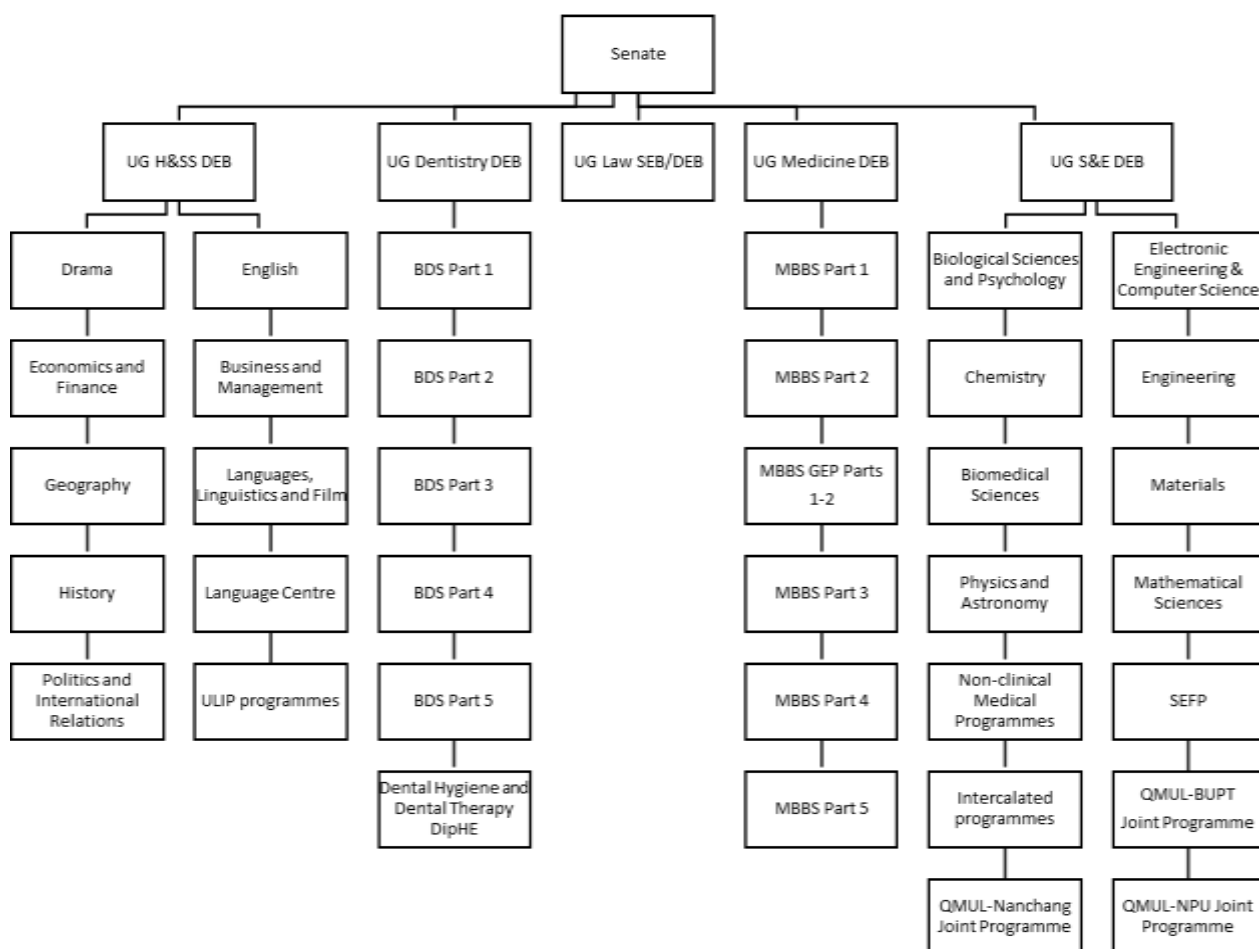 Senate
UG H&SS DEB
UG Dentistry DEB
UG Law SEB/DEB
UG Medicine DEB
UG S&E DEB
Drama
English
BDS Part 1
MBBS Part 1
Biological Sciences
and Psychology
Electronic
Engineering &
Computer Science
Economics and
Finance
Business and
Management
BDS Part 2
MBBS Part 2
Chemistry
Engineering
Geography
Languages,
Linguistics and Film
BDS Part 3
MBBS GEP Parts
1-2
Biomedical
Sciences
Materials
History
Language Centre
BDS Part 4
MBBS Part 3
Physics and
Astronomy
Mathematical
Sciences
Politics and
International
Relations
ULIP programmes
BDS Part 5
MBBS Part 4
Non-clinical
Medical
Programmes
SEFP
Dental Hygiene and
Dental Therapy
DipHE
MBBS Part 5
Intercalated
programmes
QMUL-BUPT
Joint Programme
QMUL-Nanchang
Joint Programme
QMUL-NPU Joint
Programme